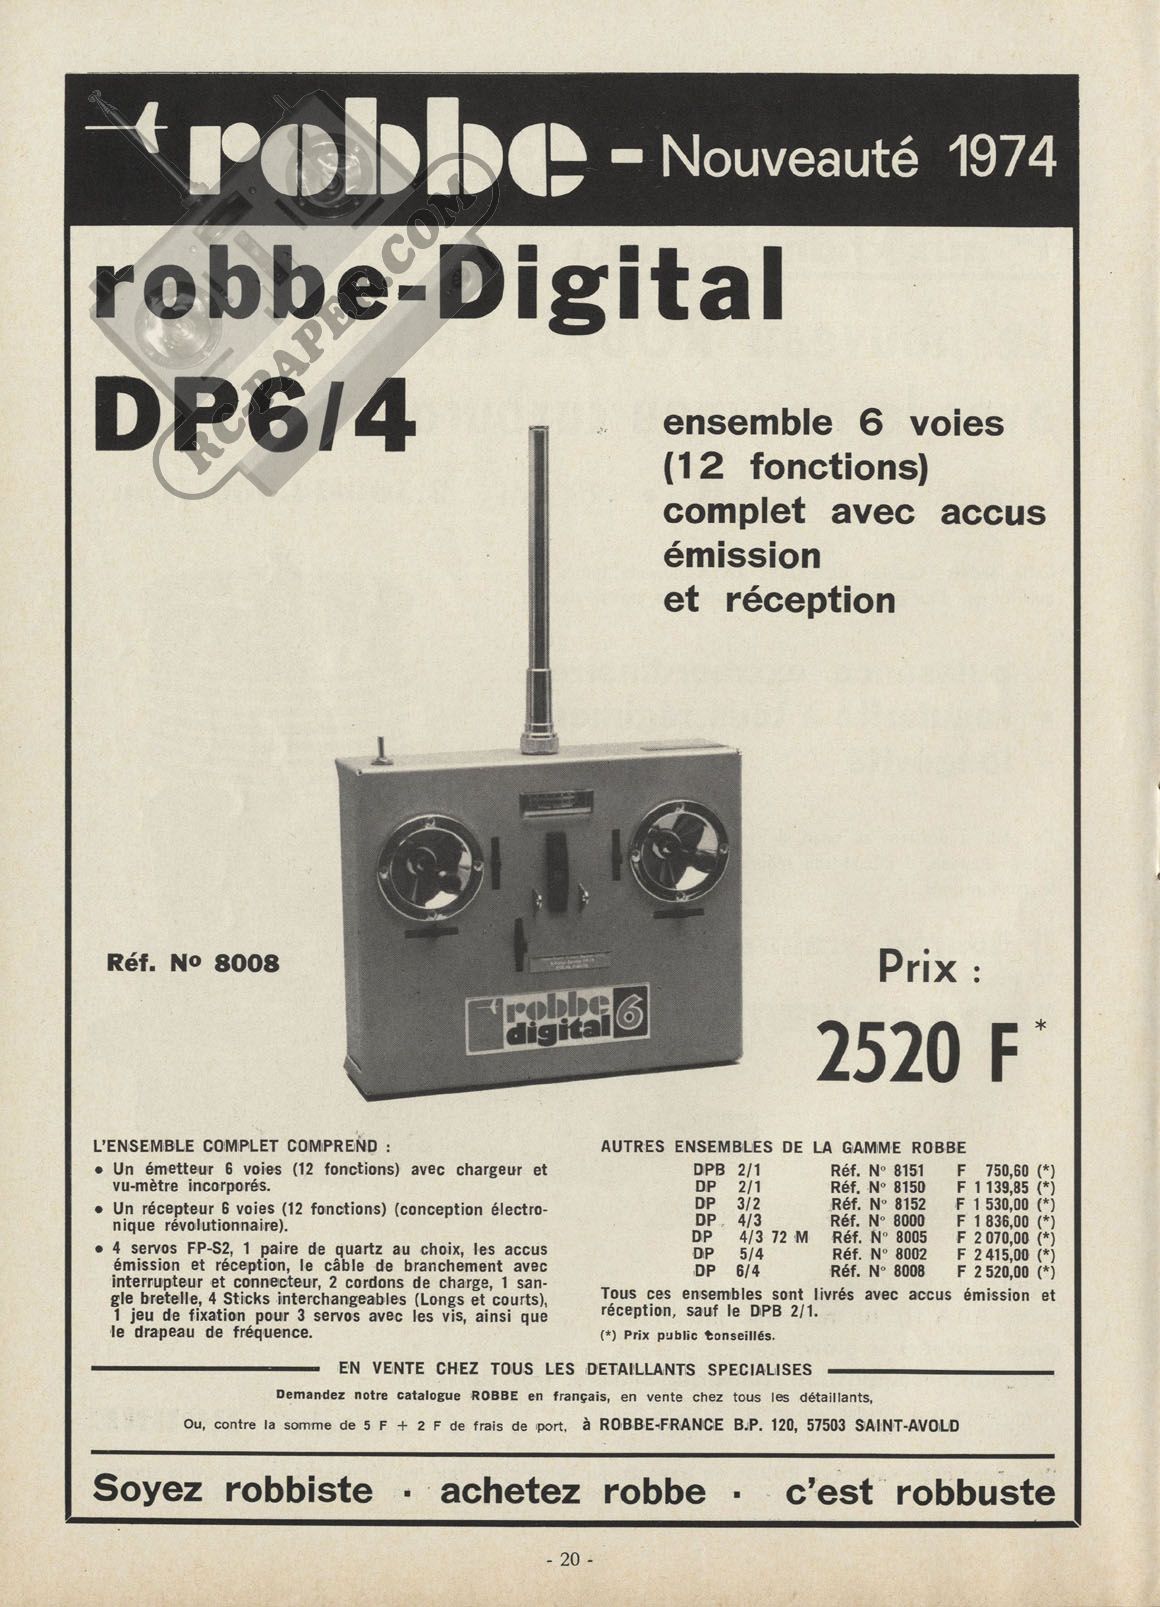 robbe - Nouveauté 1974
robbe-Digital
DP6/4
RC-PAPER.COM
ensemble 6 voies
(12 fonctions)
complet avec accus
émission
et réception
Réf. Nº 8008
Prix :
2520 F *
robbe
digital 6
L'ENSEMBLE COMPLET COMPREND :
• Un émetteur 6 voies (12 fonctions) avec chargeur et
vu-mètre incorporés.
• Un récepteur 6 voies (12 fonctions) (conception électro-
nique révolutionnaire).
• 4 servos FP-S2, 1 paire de quartz au choix, les accus
émission et réception, le câble de branchement avec
interrupteur et connecteur, 2 cordons de charge, 1 san-
gle bretelle, 4 Sticks interchangeables (Longs et courts),
1 jeu de fixation pour 3 servos avec les vis, ainsi que
le drapeau de fréquence.
AUTRES ENSEMBLES DE LA GAMME ROBBE
DPB 2/1 Réf. Nº 8151 F 750,60 (*)
DP 2/1 Réf. Nº 8150 F 1 139,85 (*)
DP 3/2 Réf. Nº 8152 F 1 530,00 (*)
DP 4/3 Réf. Nº 8000 F 1 836,00 (*)
DP 4/3 72 M Réf. Nº 8005 F 2 070,00 (*)
DP 5/4 Réf. Nº 8002 F 2 415,00 (*)
DP 6/4 Réf. Nº 8008 F 2 520,00 (*)
Tous ces ensembles sont livrés avec accus émission et
réception, sauf le DPB 2/1.
(*) Prix public conseillés.
EN VENTE CHEZ TOUS LES DETAILLANTS SPECIALISES
Demandez notre catalogue ROBBE en français, en vente chez tous les détaillants,
Ou, contre la somme de 5 F + 2 F de frais de port, à ROBBE-FRANCE B.P. 120, 57503 SAINT-AVOLD
Soyez robbiste · achetez robbe · c'est robbuste
- 20 -